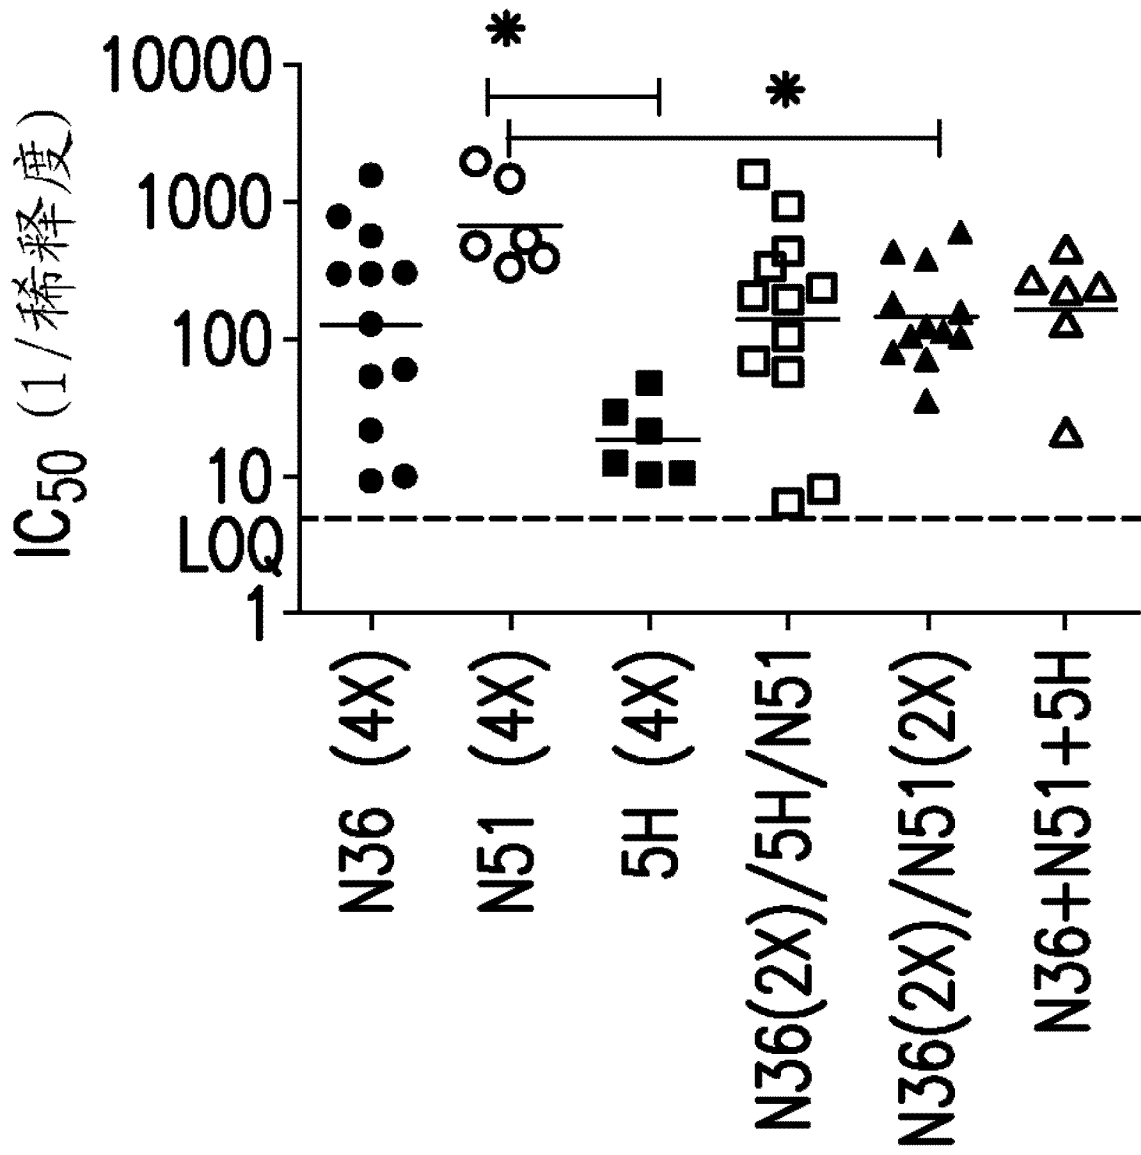 *
*
10000
1000
100
10
LOQ
1
IC50 (1/稀释度)
N36 (4X)
N51 (4X)
5H (4X)
N36(2X)/5H/N51
N36(2X)/N51(2X)
N36+N51+5H